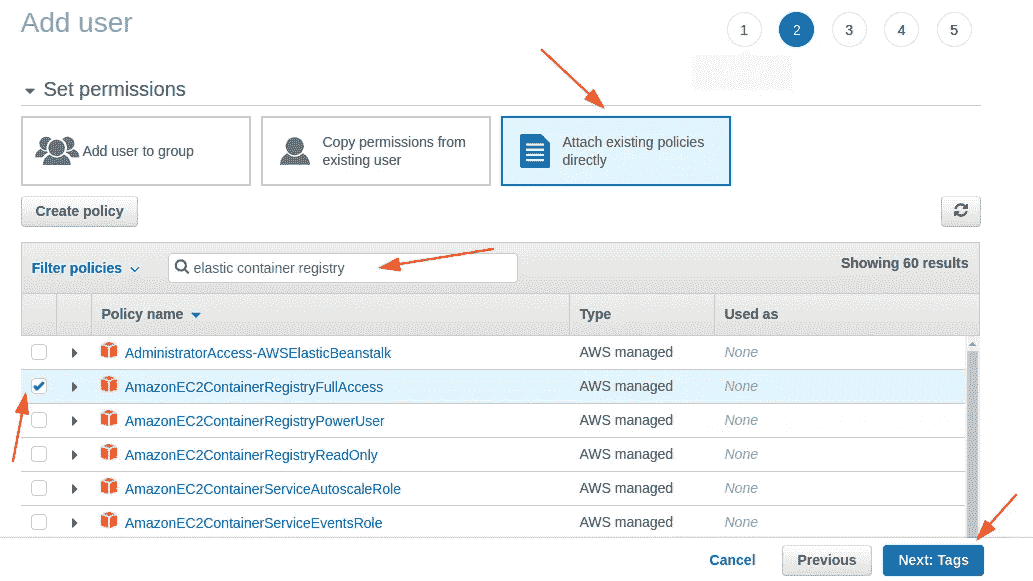 Add user
1 2 3 4 5
Set permissions
Add user to group
Copy permissions from
existing user
Attach existing policies
directly
Create policy
Filter policies
elastic container registry
Showing 60 results
Policy name Type Used as
AdministratorAccess-AWSElasticBeanstalk AWS managed None
AmazonEC2ContainerRegistryFullAccess AWS managed None
AmazonEC2ContainerRegistryPowerUser AWS managed None
AmazonEC2ContainerRegistryReadOnly AWS managed None
AmazonEC2ContainerServiceAutoscaleRole AWS managed None
AmazonEC2ContainerServiceEventsRole AWS managed None
Cancel Previous Next: Tags